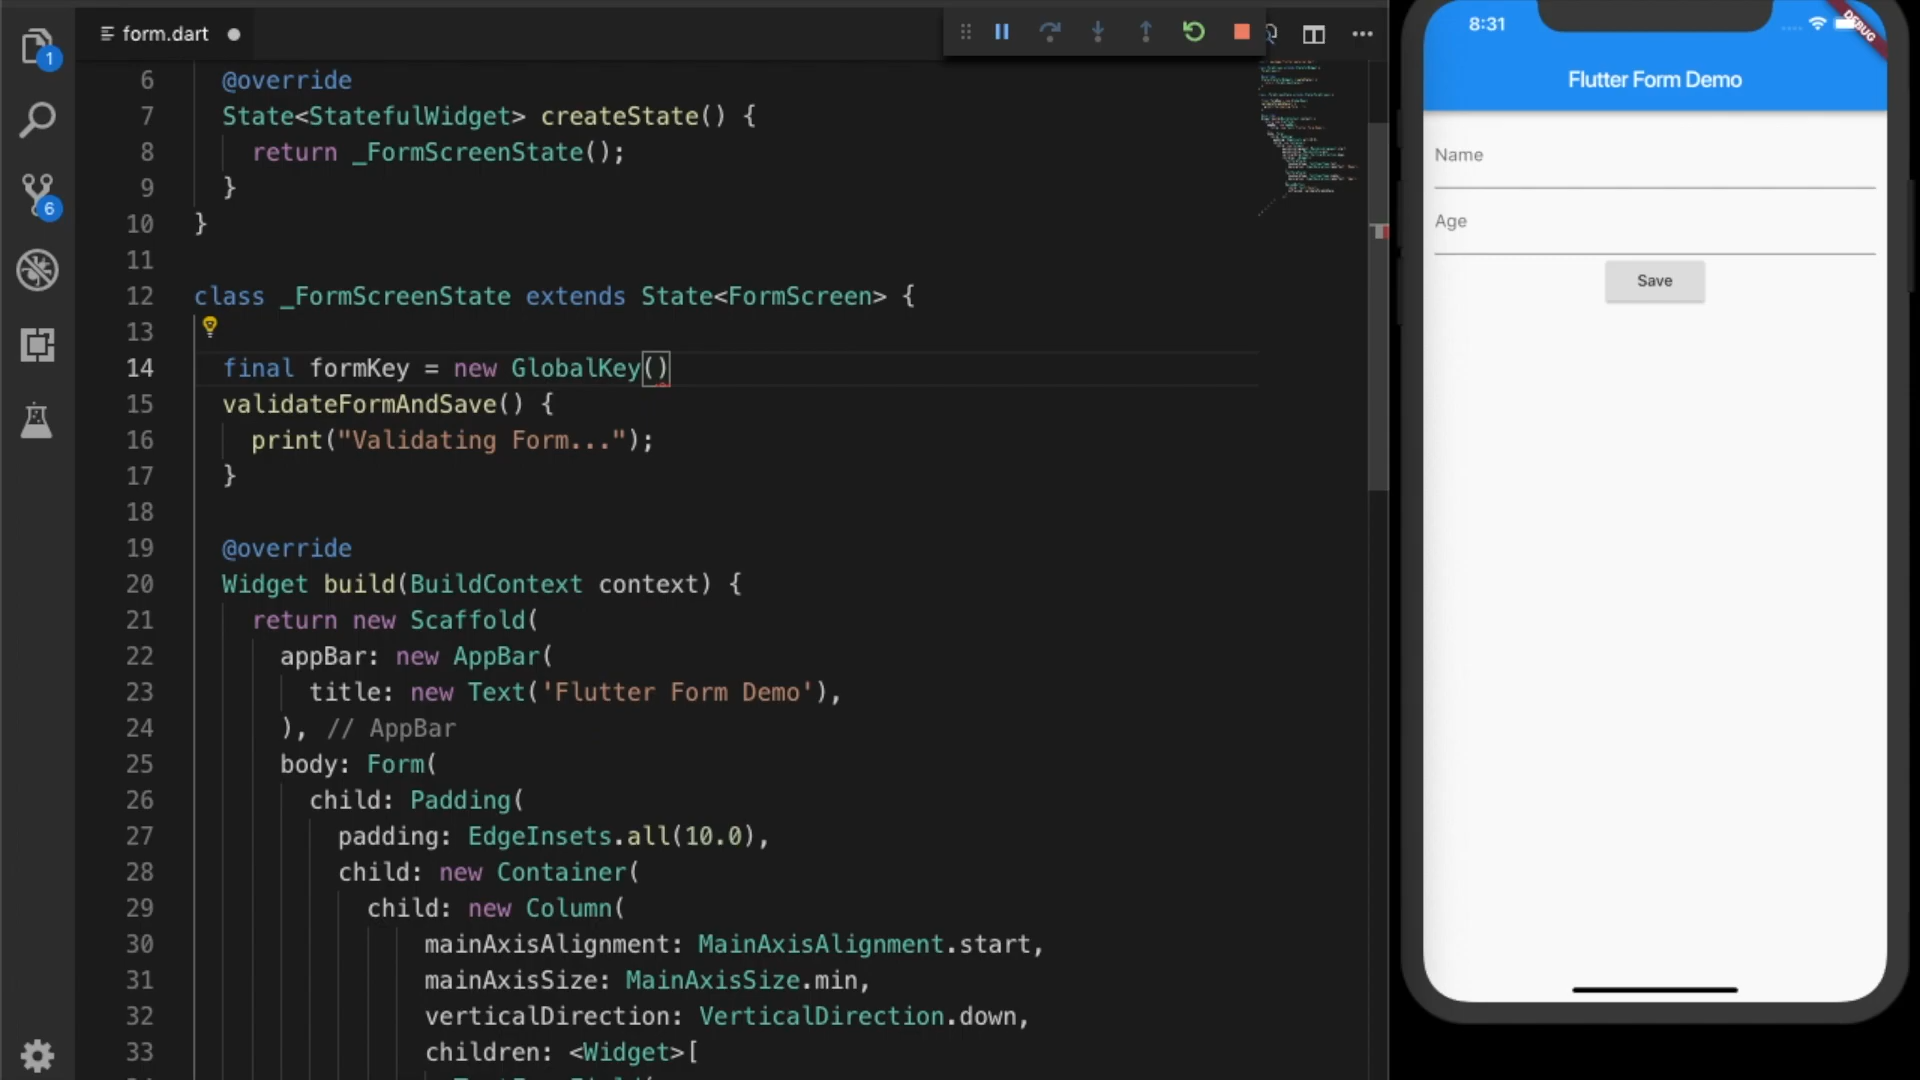 form.dart
1
6
6 @override
7 State<StatefulWidget> createState() {
8 return _FormScreenState();
9 }
10 }
11
12 class _FormScreenState extends State<FormScreen> {
13
14 final formKey = new GlobalKey()
15 validateFormAndSave() {
16 print("Validating Form...");
17 }
18
19 @override
20 Widget build(BuildContext context) {
21 return new Scaffold(
22 appBar: new AppBar(
23 title: new Text('Flutter Form Demo'),
24 ), // AppBar
25 body: Form(
26 child: Padding(
27 padding: EdgeInsets.all(10.0),
28 child: new Container(
29 child: new Column(
30 mainAxisAlignment: MainAxisAlignment.start,
31 mainAxisSize: MainAxisSize.min,
32 verticalDirection: VerticalDirection.down,
33 children: <Widget>[
8:31
DEBUG
Flutter Form Demo
Name
Age
Save